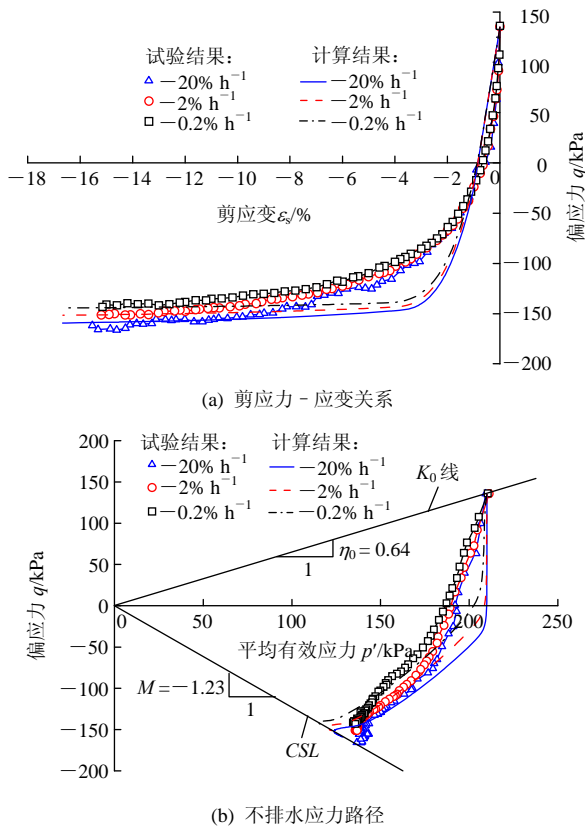 试验结果： 计算结果：
−20% h⁻¹ −20% h⁻¹
−2% h⁻¹ −2% h⁻¹
−0.2% h⁻¹ −0.2% h⁻¹
150
100
50
0
−50
−100
−150
−200
偏应力 q/kPa
−18 −16 −14 −12 −10 −8 −6 −4 −2 0
剪应变εs/%
(a) 剪应力 - 应变关系
200
150
100
50
0
−50
−100
−150
−200
偏应力 q/kPa
试验结果： 计算结果：
−20% h⁻¹ −20% h⁻¹
−2% h⁻¹ −2% h⁻¹
−0.2% h⁻¹ −0.2% h⁻¹
K₀ 线
η₀ = 0.64
1
0 50 100 150 200 250
平均有效应力 p′/kPa
M = −1.23
1
CSL
(b) 不排水应力路径